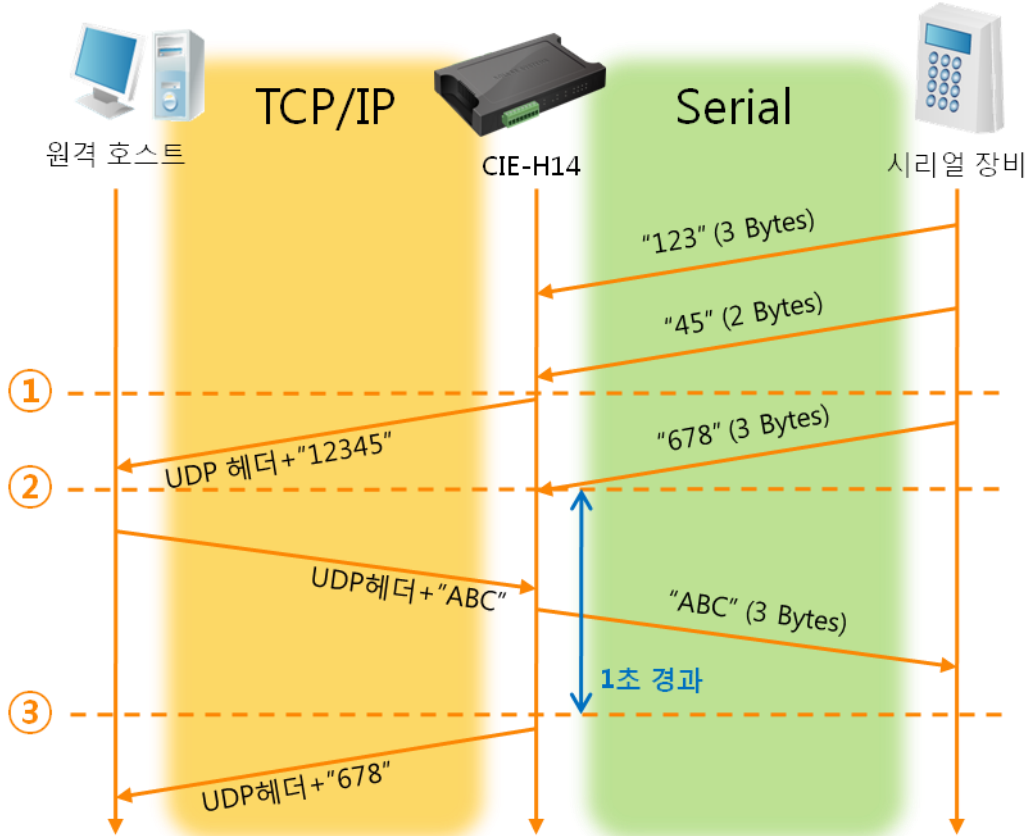 TCP/IP
Serial
원격 호스트
CIE-H14
시리얼 장비
"123" (3 Bytes)
"45" (2 Bytes)
①
UDP 헤더+"12345"
"678" (3 Bytes)
②
UDP헤더+"ABC"
"ABC" (3 Bytes)
1초 경과
③
UDP헤더+"678"